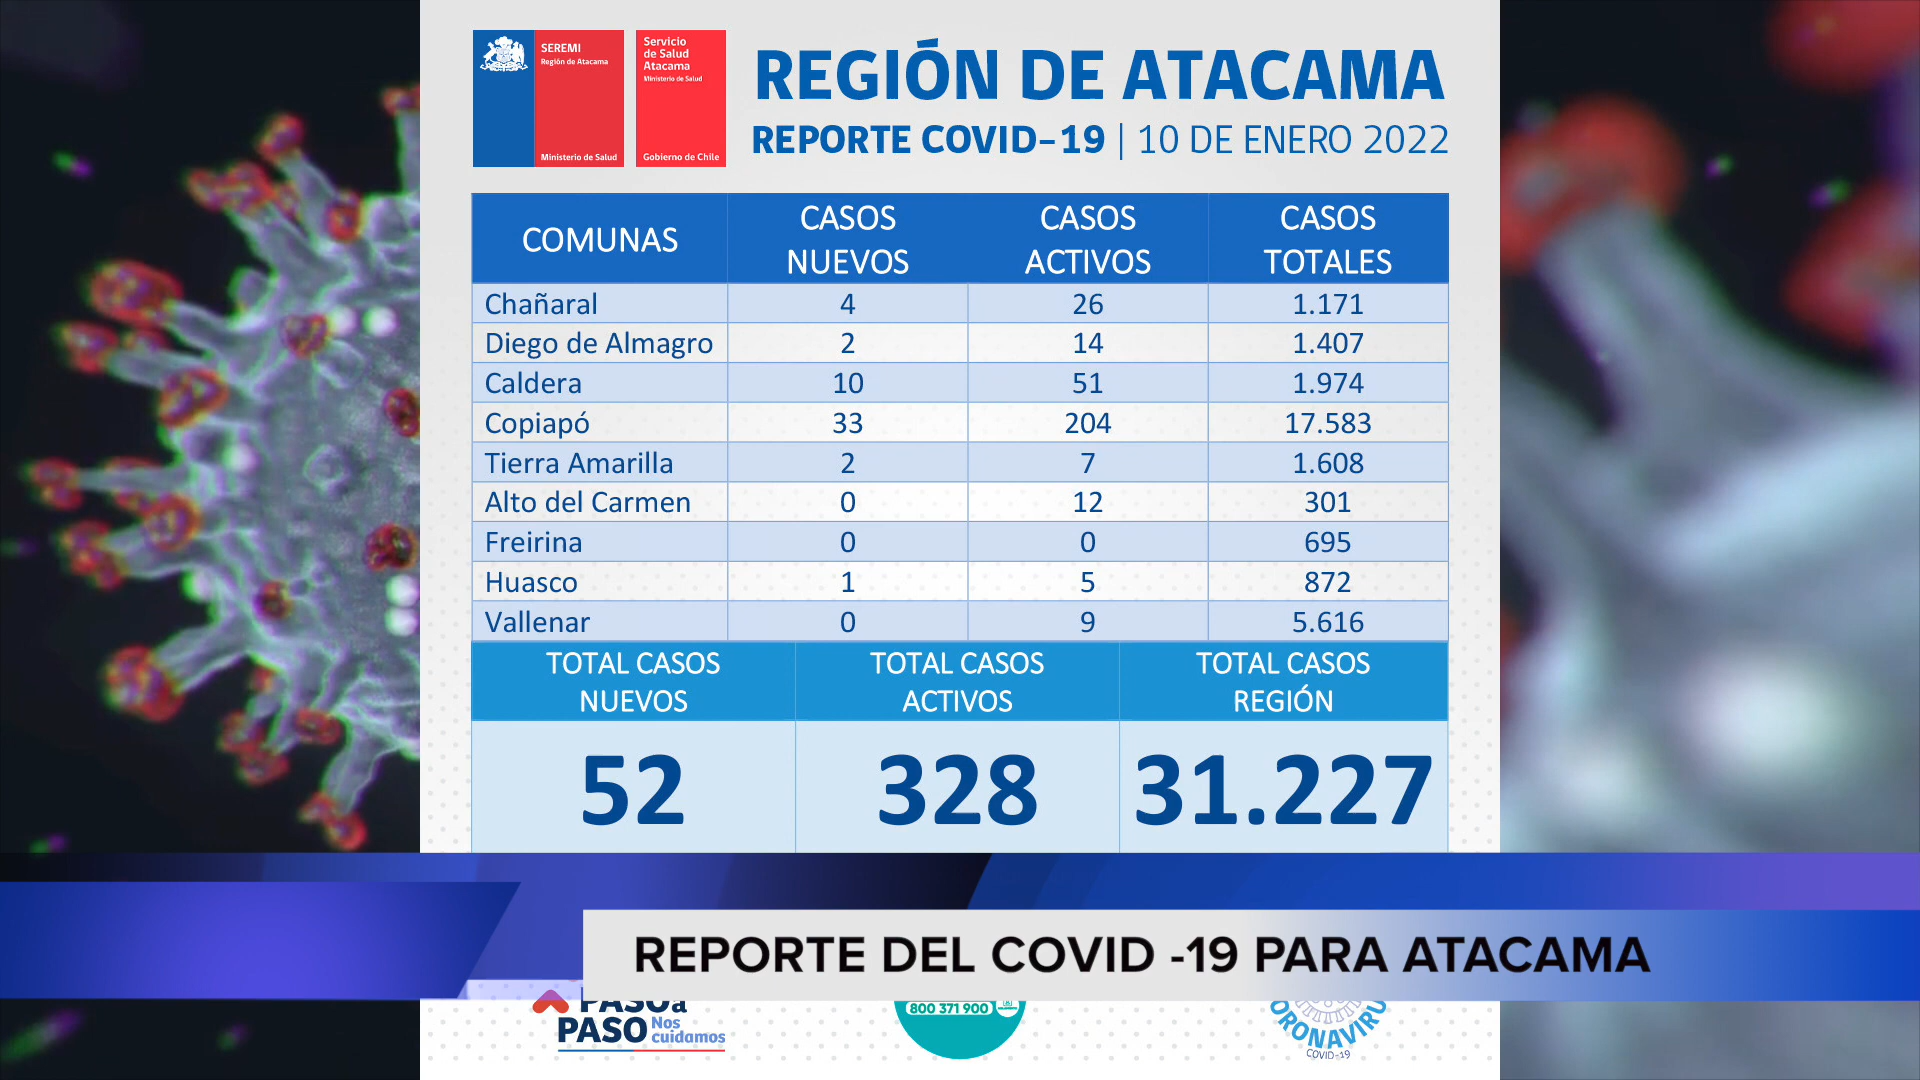 SEREMI
Región de Atacama
Ministerio de Salud
Servicio
de Salud
Atacama
Ministerio de Salud
Gobierno de Chile
REGIÓN DE ATACAMA
REPORTE COVID-19 | 10 DE ENERO 2022
COMUNAS CASOS NUEVOS CASOS ACTIVOS CASOS TOTALES
Chañaral 4 26 1.171
Diego de Almagro 2 14 1.407
Caldera 10 51 1.974
Copiapó 33 204 17.583
Tierra Amarilla 2 7 1.608
Alto del Carmen 0 12 301
Freirina 0 0 695
Huasco 1 5 872
Vallenar 0 9 5.616
TOTAL CASOS NUEVOS TOTAL CASOS ACTIVOS TOTAL CASOS REGIÓN
52 328 31.227
REPORTE DEL COVID -19 PARA ATACAMA
PASO a
PASO Nos cuidamos
800 371 900
CORONAVIRUS
COVID-19